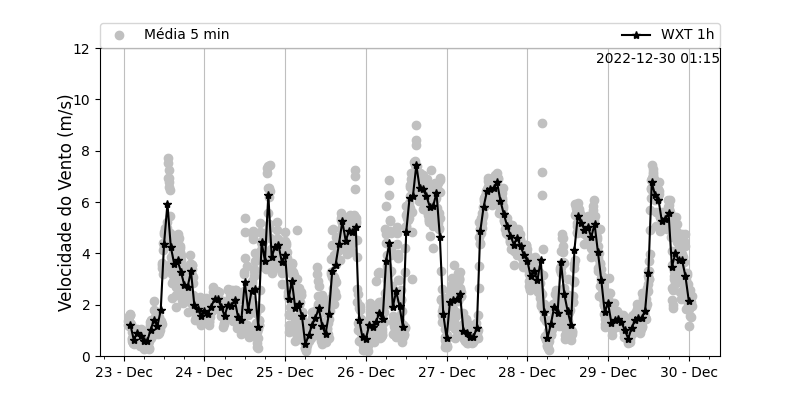 Média 5 min
WXT 1h
2022-12-30 01:15
Velocidade do Vento (m/s)
12
10
8
6
4
2
0
23 - Dec
24 - Dec
25 - Dec
26 - Dec
27 - Dec
28 - Dec
29 - Dec
30 - Dec